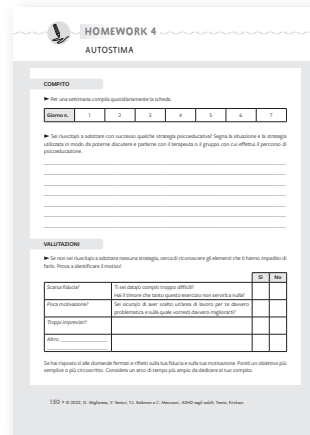 HOMEWORK 4
AUTOSTIMA
COMPITO
► Per una settimana compila quotidianamente la scheda.
Giorno n. 1 2 3 4 5 6 7
► Sei riuscita/o a adottare con successo qualche strategia psicoeducativa? Segna la situazione e la strategia
utilizzata in modo da poterne discutere e parlarne con il terapeuta o il gruppo con cui effettui il percorso di
psicoeducazione.
VALUTAZIONI
► Se non sei riuscita/o a adottare nessuna strategia, cerca di riconoscere gli elementi che ti hanno impedito di
farlo. Prova a identificare il motivo!
Sì No
Scarsa fiducia? Ti sei data/o compiti troppo difficili?
Hai il timore che tanto questo esercizio non servirà a nulla?
Poca motivazione? Sei sicura/o di aver scelto un'area di lavoro per te davvero
problematica e sulla quale vorresti davvero migliorarti?
Troppi imprevisti?
Altro:
Se hai risposto sì alle domande fermati e rifletti sulla tua fiducia e sulla tua motivazione. Poniti un obiettivo più
semplice o più circoscritto. Considera un arco di tempo più ampio da dedicare al tuo compito.
150 • © 2022, G. Migliarese, V. Venturi, Y.L. Reibman e C. Mencacci, ADHD negli adulti, Trento, Erickson